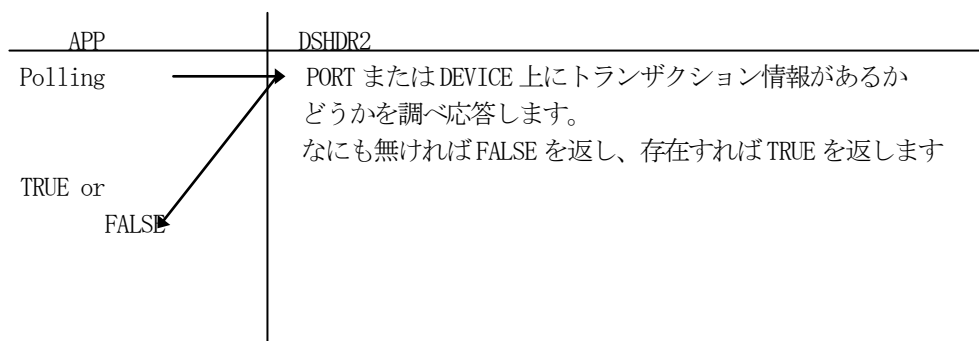 APP DSHDR2
Polling PORT または DEVICE 上にトランザクション情報があるか
どうかを調べ応答します。
なにも無ければ FALSE を返し、存在すれば TRUE を返します
TRUE or
FALSE